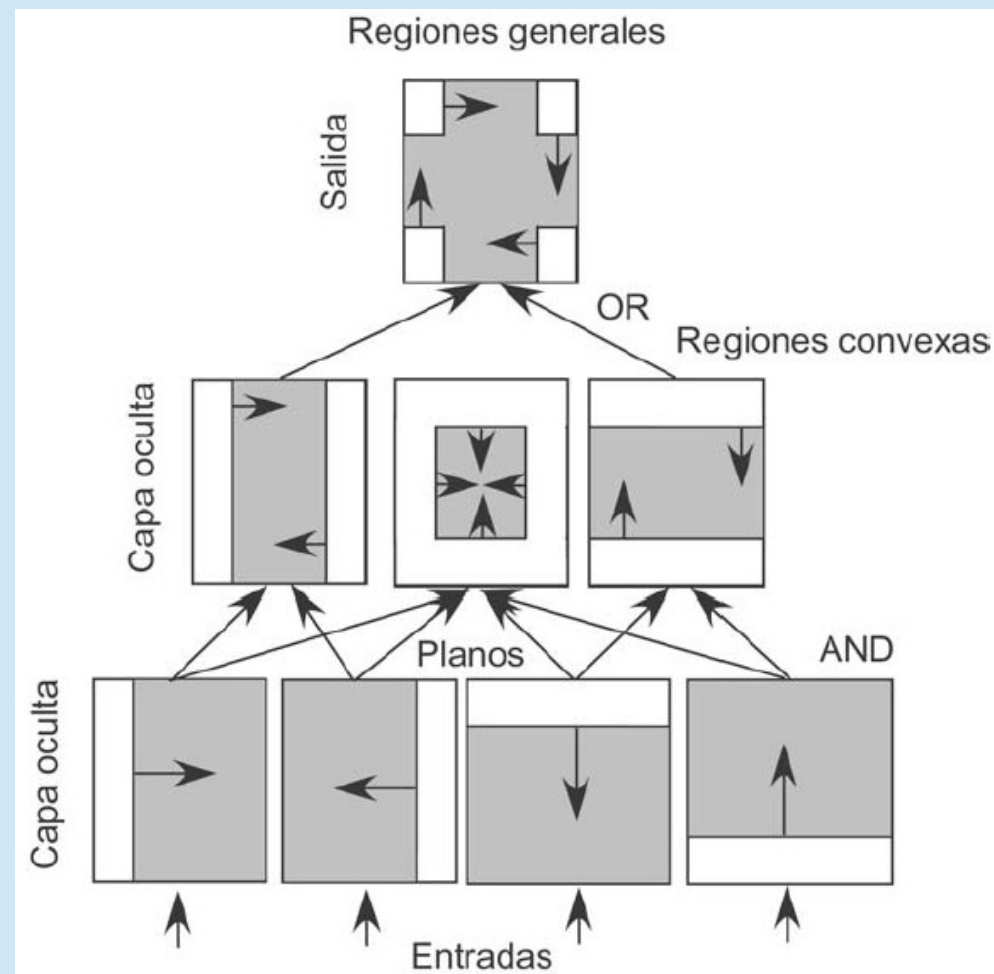 Regiones generales
Salida
OR
Regiones convexas
Capa oculta
Planos
AND
Capa oculta
Entradas